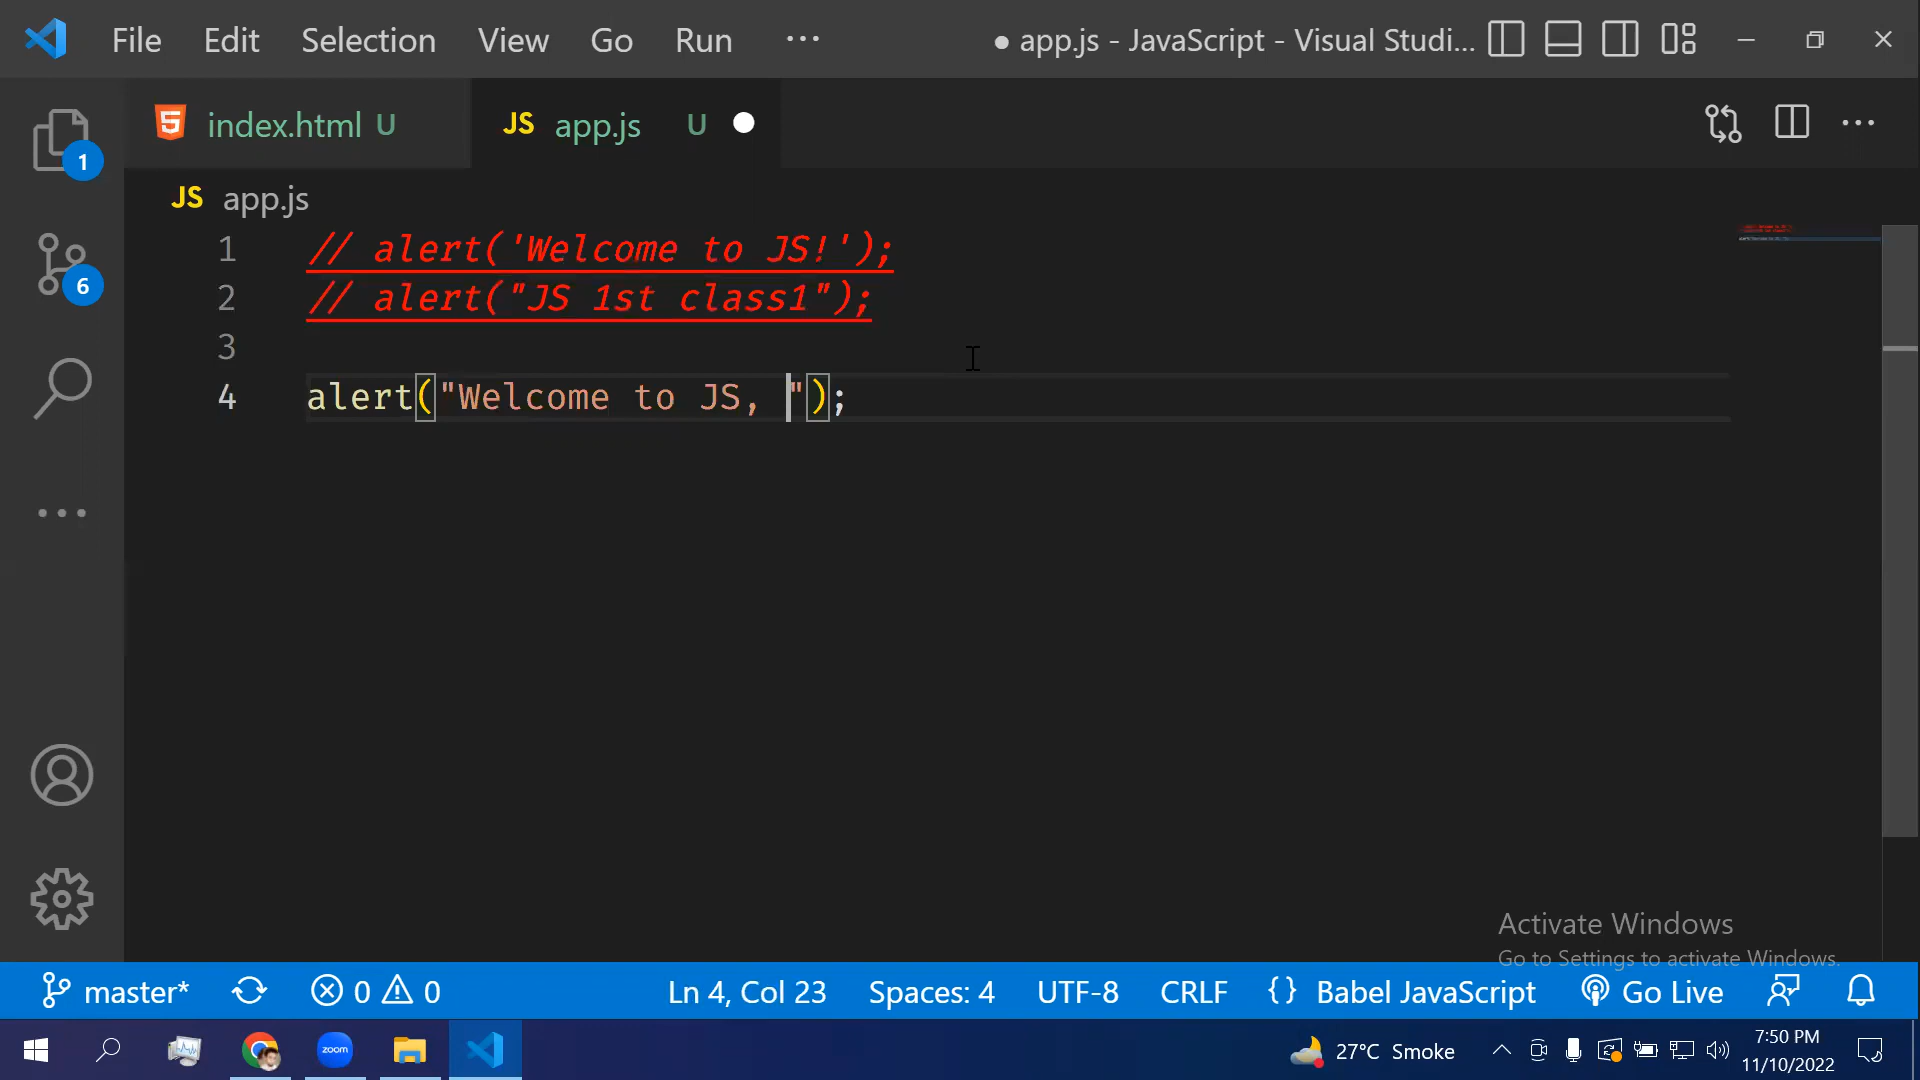 File Edit Selection View Go Run ···
● app.js - JavaScript - Visual Studi...
index.html U
JS app.js U
1
JS app.js
1 // alert('Welcome to JS!');
6
2 // alert("JS 1st class1");
3
4 alert("Welcome to JS, ");
Activate Windows
Go to Settings to activate Windows.
master* 0 0 Ln 4, Col 23 Spaces: 4 UTF-8 CRLF {} Babel JavaScript Go Live
zoom
27°C Smoke
7:50 PM
11/10/2022